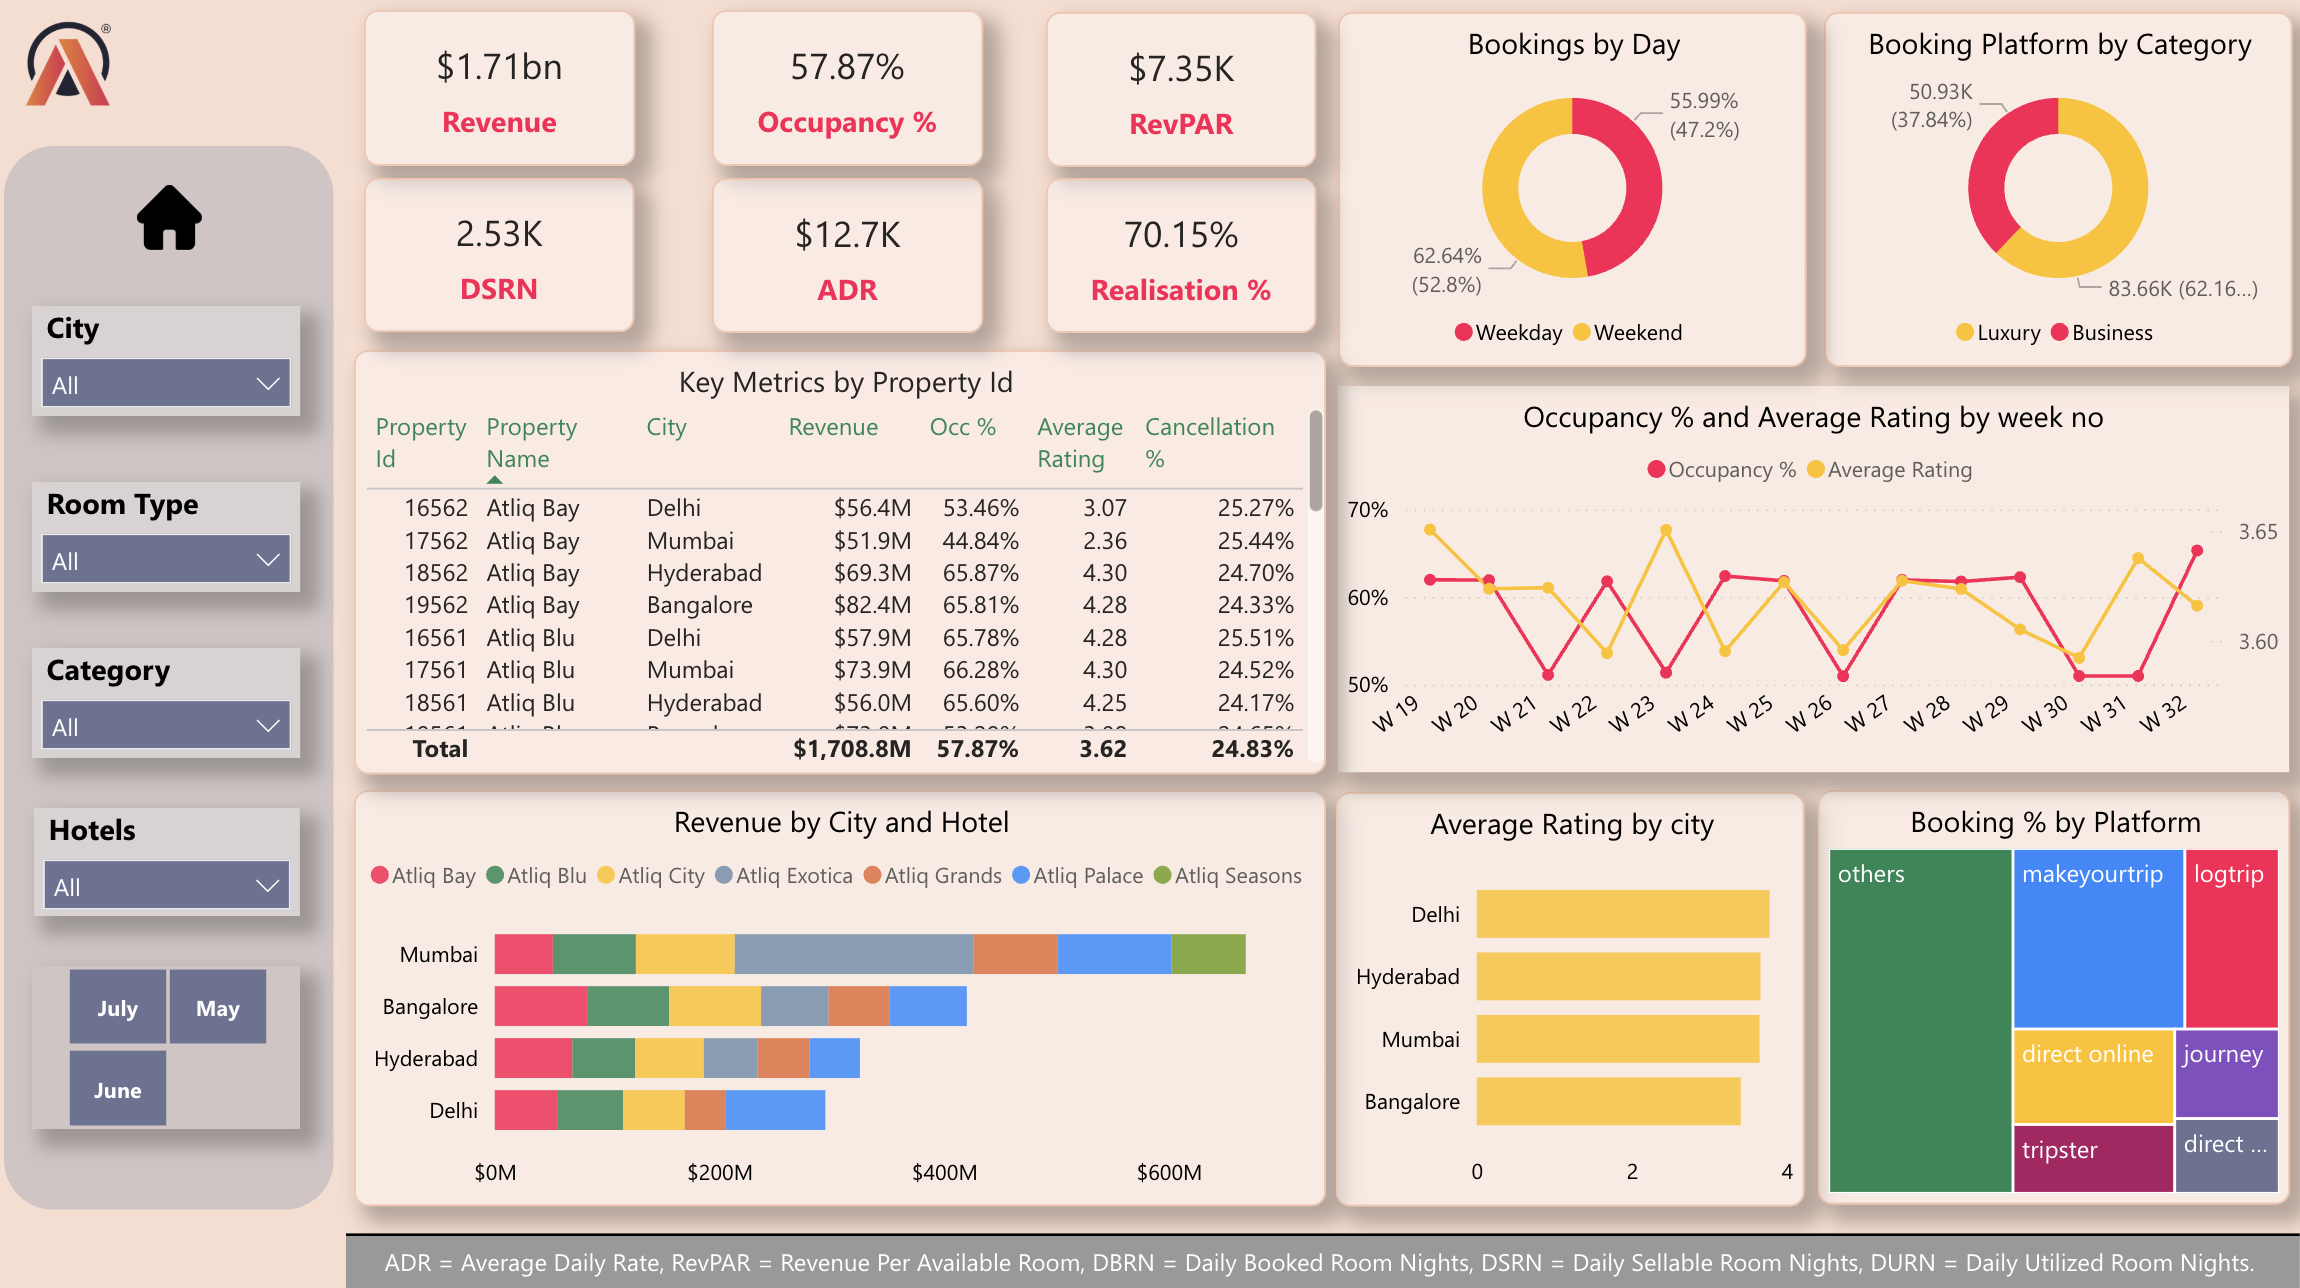 ®
$1.71bn
Revenue
57.87%
Occupancy %
$7.35K
RevPAR
2.53K
DSRN
$12.7K
ADR
70.15%
Realisation %
Bookings by Day
55.99%
(47.2%)
62.64%
(52.8%)
Weekday Weekend
Booking Platform by Category
50.93K
(37.84%)
83.66K (62.16...)
Luxury Business
City
All
Room Type
All
Category
All
Hotels
All
July May
June
Key Metrics by Property Id
Property Property City Revenue Occ % Average Cancellation
Id Name Rating %
16562 Atliq Bay Delhi $56.4M 53.46% 3.07 25.27%
17562 Atliq Bay Mumbai $51.9M 44.84% 2.36 25.44%
18562 Atliq Bay Hyderabad $69.3M 65.87% 4.30 24.70%
19562 Atliq Bay Bangalore $82.4M 65.81% 4.28 24.33%
16561 Atliq Blu Delhi $57.9M 65.78% 4.28 25.51%
17561 Atliq Blu Mumbai $73.9M 66.28% 4.30 24.52%
18561 Atliq Blu Hyderabad $56.0M 65.60% 4.25 24.17%
Total $1,708.8M 57.87% 3.62 24.83%
Occupancy % and Average Rating by week no
Occupancy % Average Rating
70%
60%
50%
3.65
3.60
W 19 W 20 W 21 W 22 W 23 W 24 W 25 W 26 W 27 W 28 W 29 W 30 W 31 W 32
Revenue by City and Hotel
Atliq Bay Atliq Blu Atliq City Atliq Exotica Atliq Grands Atliq Palace Atliq Seasons
Mumbai
Bangalore
Hyderabad
Delhi
$0M $200M $400M $600M
Average Rating by city
Delhi
Hyderabad
Mumbai
Bangalore
0 2 4
Booking % by Platform
others
makeyourtrip
logtrip
direct online
journey
tripster
direct ...
ADR = Average Daily Rate, RevPAR = Revenue Per Available Room, DBRN = Daily Booked Room Nights, DSRN = Daily Sellable Room Nights, DURN = Daily Utilized Room Nights.